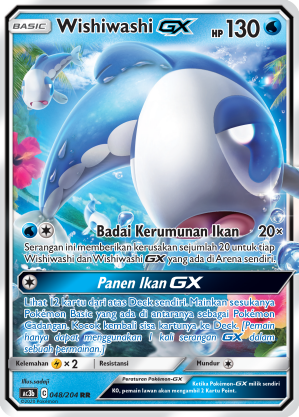 BASIC Wishiwashi GX HP 130
Badai Kerumunan Ikan 20×
Serangan ini memberikan kerusakan sejumlah 20 untuk tiap
Wishiwashi dan Wishiwashi GX yang ada di Arena sendiri.
Panen Ikan GX
Lihat 12 kartu dari atas Deck sendiri. Mainkan sesukanya
Pokémon Basic yang ada di antaranya sebagai Pokémon
Cadangan. Kocok kembali sisa kartunya ke Deck. [Pemain
hanya dapat menggunakan 1 kali serangan GX dalam
sebuah permainan.]
Kelemahan ×2 Resistansi Mundur
Illus.sadaji
Peraturan Pokémon-GX
Ketika Pokémon-GX milik sendiri
KO, pemain lawan akan mengambil 2 Kartu Point.
AC3b C 048/204 RR